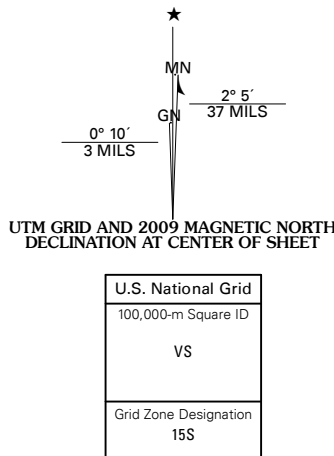 MN
GN
2° 5´
37 MILS
0° 10´
3 MILS
UTM GRID AND 2009 MAGNETIC NORTH
DECLINATION AT CENTER OF SHEET
U.S. National Grid
100,000-m Square ID
VS
Grid Zone Designation
15S